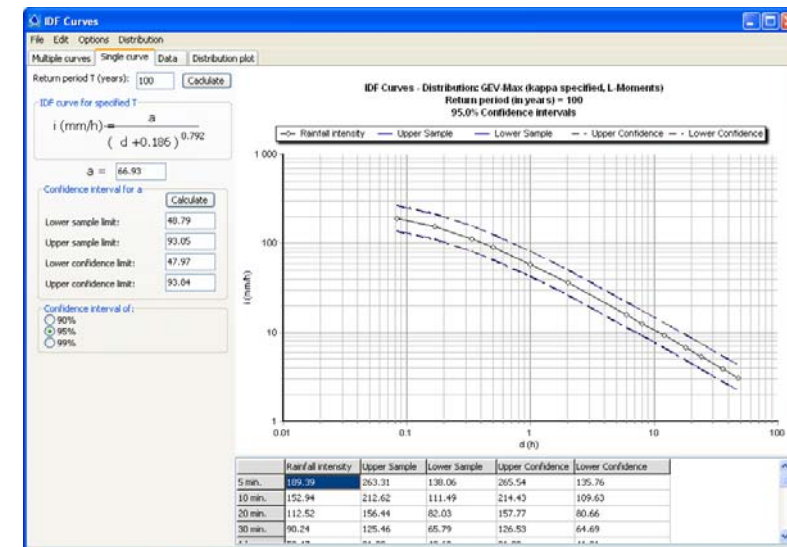 IDF Curves
File Edit Options Distribution
Multiple curves Single curve Data Distribution plot
Return period T (years): 100 Caclulate
IDF curve for specified T
i (mm/h)= a
( d +0.186 ) 0.792
a = 66.93
Confidence interval for a
Calculate
Lower sample limit: 48.79
Upper sample limit: 93.05
Lower confidence limit: 47.97
Upper confidence limit: 93.84
Confidence interval of:
90%
95%
99%
IDF Curves - Distribution: GEV-Max (kappa specified, L-Moments)
Return period (in years) = 100
95.0% Confidence intervals
Rainfall intensity Upper Sample Lower Sample Upper Confidence Lower Confidence
1 000
100
10
1
i (mm/h)
0.01 0.1 1 10 100
d (h)
Rainfall intensity Upper Sample Lower Sample Upper Confidence Lower Confidence
5 min. 189.39 263.31 138.06 265.54 135.76
10 min. 152.94 212.62 111.49 214.43 109.63
20 min. 112.52 156.44 82.03 157.77 80.66
30 min. 90.24 125.46 65.79 126.53 64.69